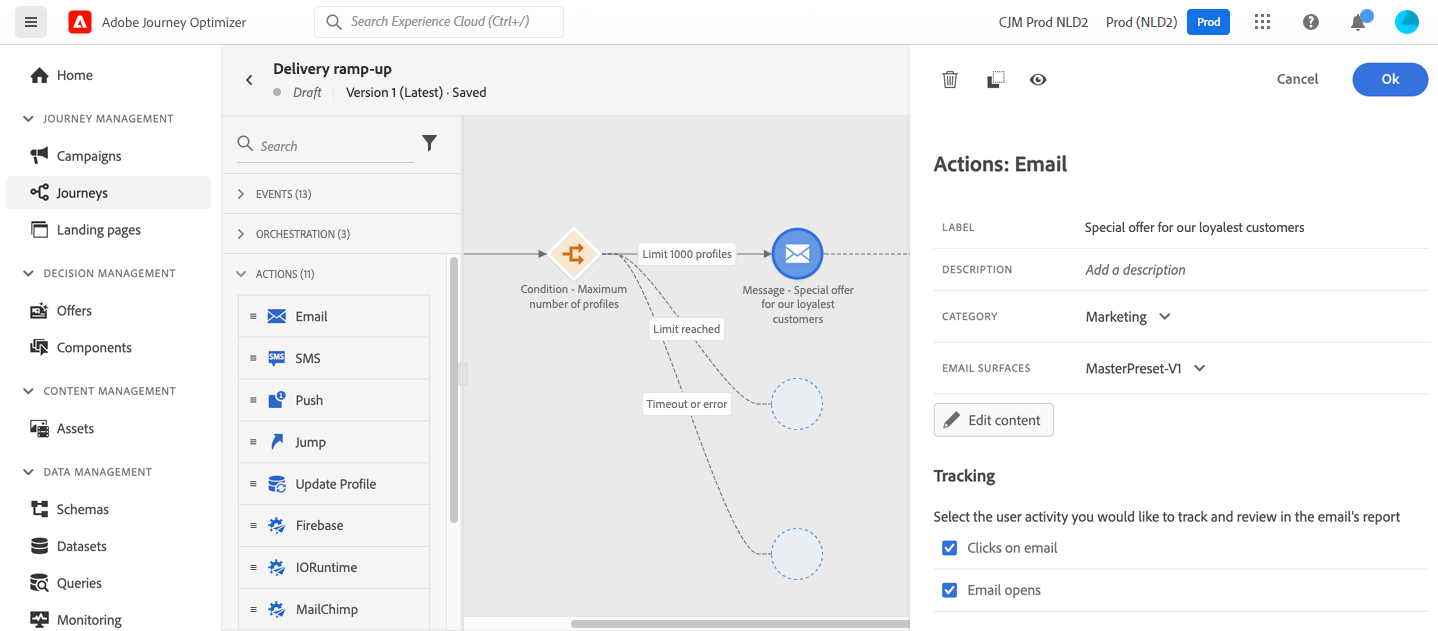 Adobe Journey Optimizer
Search Experience Cloud (Ctrl+/)
CJM Prod NLD2
Prod (NLD2)
Prod
Home
JOURNEY MANAGEMENT
Campaigns
Journeys
Landing pages
DECISION MANAGEMENT
Offers
Components
CONTENT MANAGEMENT
Assets
DATA MANAGEMENT
Schemas
Datasets
Queries
Monitoring
Delivery ramp-up
Draft
Version 1 (Latest) · Saved
Search
EVENTS (13)
ORCHESTRATION (3)
ACTIONS (11)
Email
SMS
SMS
1
Push
Jump
Update Profile
Firebase
IORuntime
MailChimp
Condition - Maximum
number of profiles
Limit 1000 profiles
Message - Special offer
for our loyalest
customers
Limit reached
Timeout or error
Cancel
Ok
Actions: Email
LABEL
Special offer for our loyalest customers
DESCRIPTION
Add a description
CATEGORY
Marketing
EMAIL SURFACES
MasterPreset-V1
Edit content
Tracking
Select the user activity you would like to track and review in the email's report
Clicks on email
Email opens